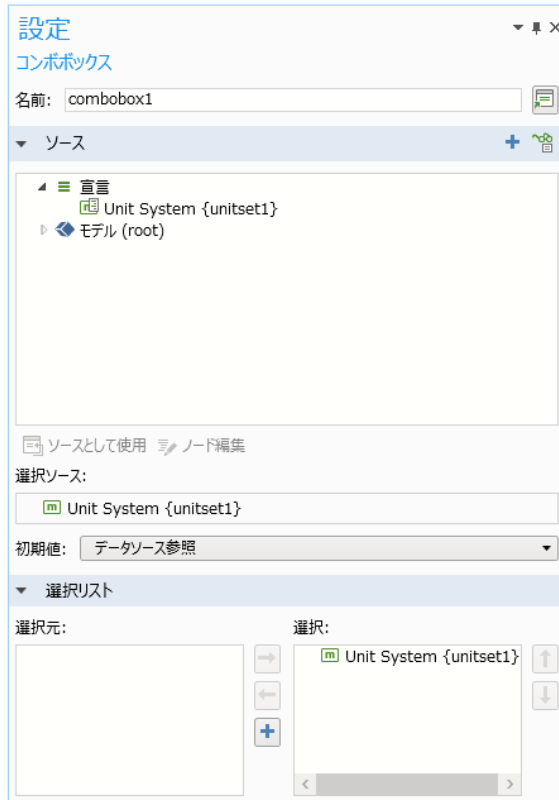 設定
コンボボックス
名前: combobox1
ソース
宣言
Unit System {unitset1}
モデル (root)
ソースとして使用 ノード編集
選択ソース:
Unit System {unitset1}
初期値: データソース参照
選択リスト
選択元: 選択:
Unit System {unitset1}